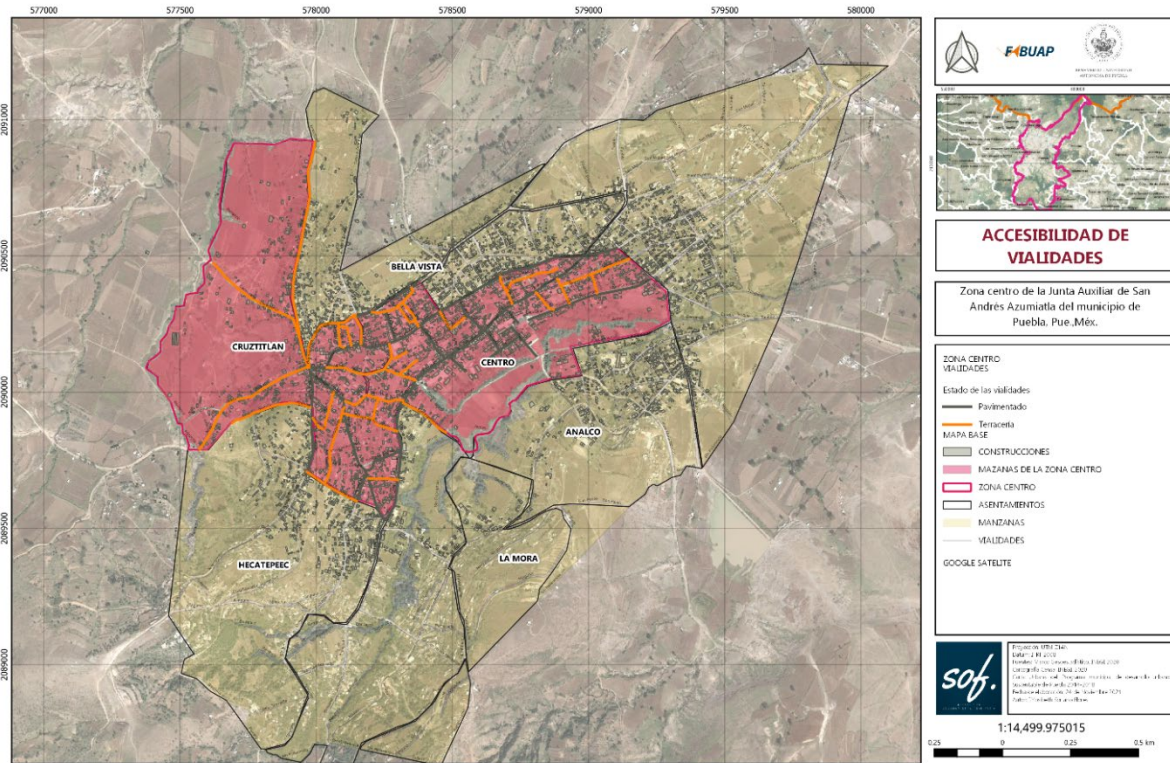 577000 577500 578000 578500 579000 579500 580000
2091000
2090500
2090000
2089500
2089000
BELLA VISTA
CRUZTITLAN
CENTRO
ANALCO
HECATEPEEC
LA MORA
FABUAP
ACCESIBILIDAD DE
VIALIDADES
Zona centro de la Junta Auxiliar de San
Andrés Azumiatla del municipio de
Puebla, Pue.,Méx.
ZONA CENTRO
VIALIDADES
Estado de las vialidades
Pavimentado
Terraceria
MAPA BASE
CONSTRUCCIONES
MAZANAS DE LA ZONA CENTRO
ZONA CENTRO
ASENTAMIENTOS
MANZANAS
VIALIDADES
GOOGLE SATELITE
sof.
1:14,499.975015
0.25 0 0.25 0.5 km